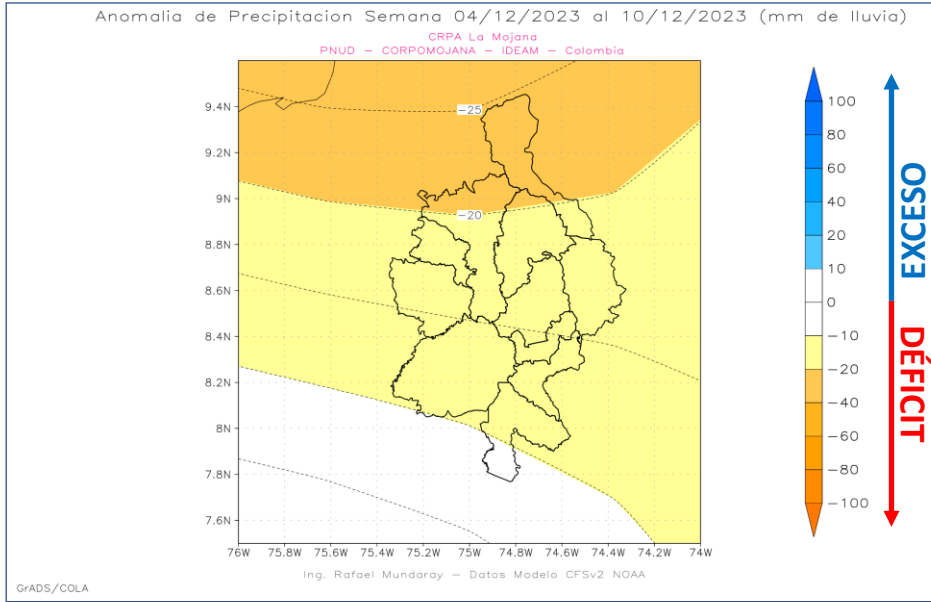 Anomalia de Precipitacion Semana 04/12/2023 al 10/12/2023 (mm de lluvia)
CRPA La Mojana
PNUD – CORPOMOJANA – IDEAM – Colombia
9.4N
9.2N
9N
8.8N
8.6N
8.4N
8.2N
8N
7.8N
7.6N
-25
-20
76W 75.8W 75.6W 75.4W 75.2W 75W 74.8W 74.6W 74.4W 74.2W 74W
100
80
60
40
20
10
0
-10
-20
-40
-60
-80
-100
EXCESO
DÉFICIT
Ing. Rafael Mundaray – Datos Modelo CFSv2 NOAA
GrADS/COLA